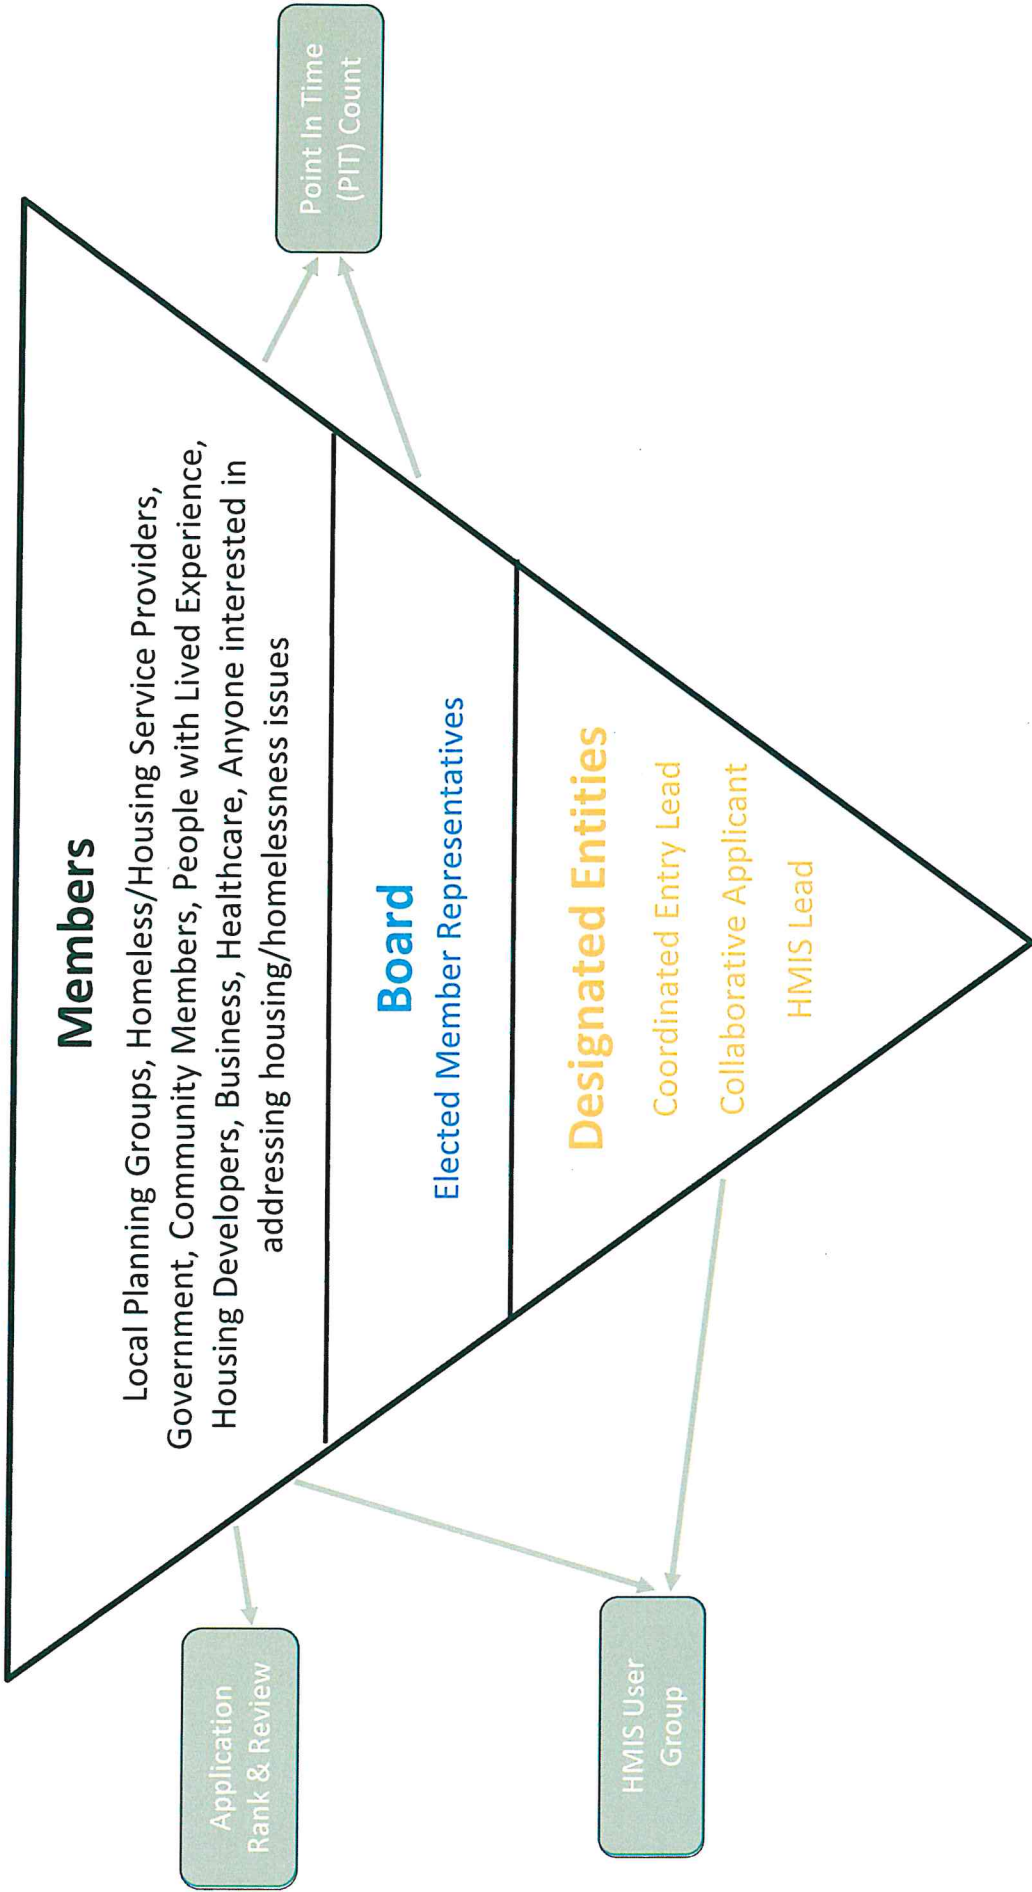 Members
Local Planning Groups, Homeless/Housing Service Providers,
Government, Community Members, People with Lived Experience,
Housing Developers, Business, Healthcare, Anyone interested in
addressing housing/homelessness issues
Board
Elected Member Representatives
Designated Entities
Coordinated Entry Lead
Collaborative Applicant
HMIS Lead
Application
Rank & Review
HMIS User
Group
Point In Time
(PIT) Count